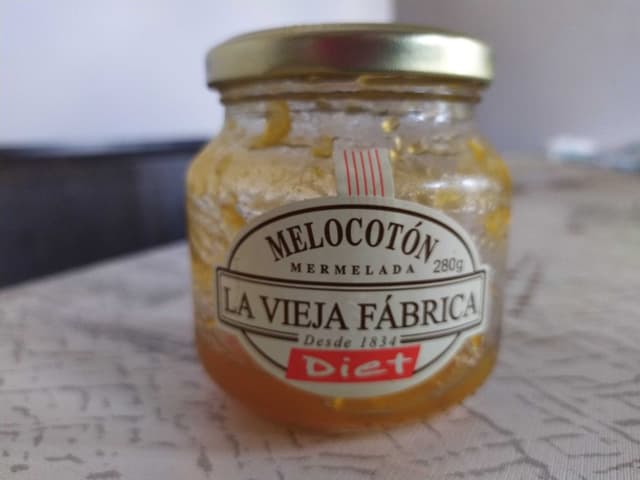 MELOCOTÓN
MERMELADA 280g
LA VIEJA FÁBRICA
Desde 1834
Diet